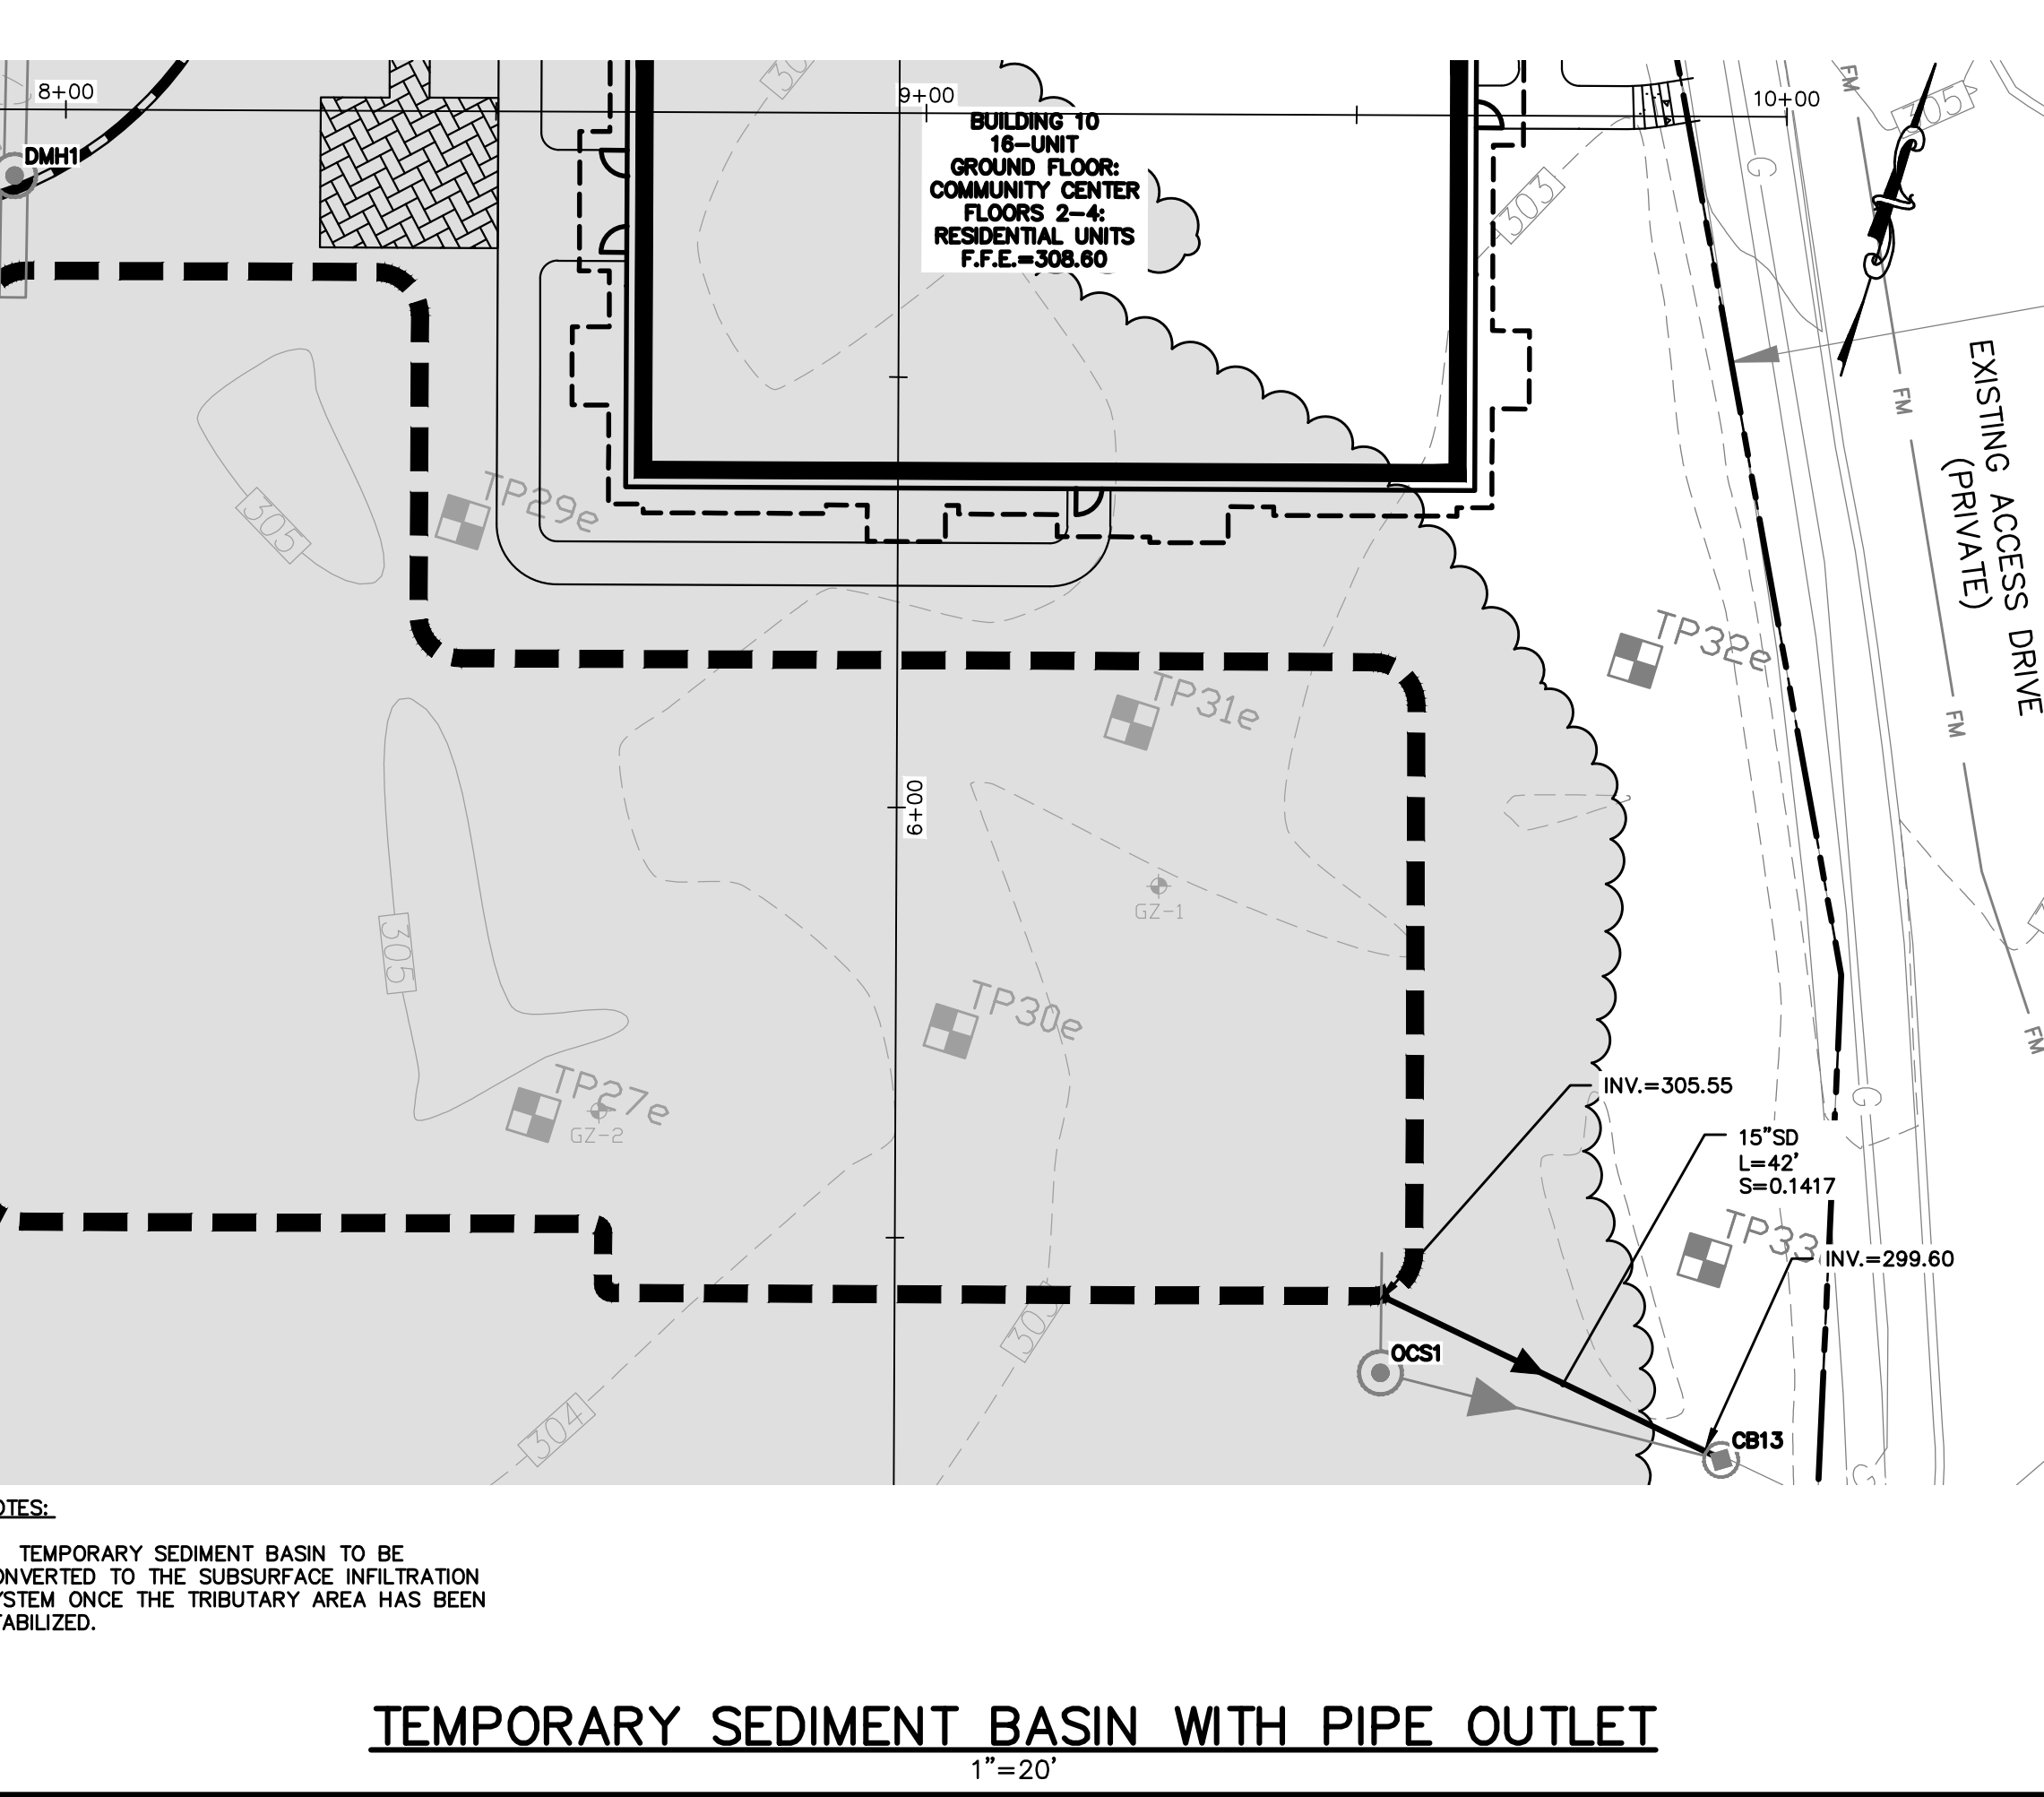 8+00
9+00
10+00
DMH1
BUILDING 10
16-UNIT
GROUND FLOOR:
COMMUNITY CENTER
FLOORS 2-4:
RESIDENTIAL UNITS
F.F.E.=308.60
FM
305
G
303
FM
EXISTING ACCESS DRIVE
(PRIVATE)
305
TP29e
TP32e
TP31e
FM
6+00
GZ-1
305
TP30e
FM
TP27e
GZ-2
INV.=305.55
G
15"SD
L=42'
S=0.1417
TP33
INV.=299.60
OCS1
304
CB13
G
OTES:
TEMPORARY SEDIMENT BASIN TO BE
ONVERTED TO THE SUBSURFACE INFILTRATION
YSTEM ONCE THE TRIBUTARY AREA HAS BEEN
TABILIZED.
TEMPORARY SEDIMENT BASIN WITH PIPE OUTLET
1"=20'